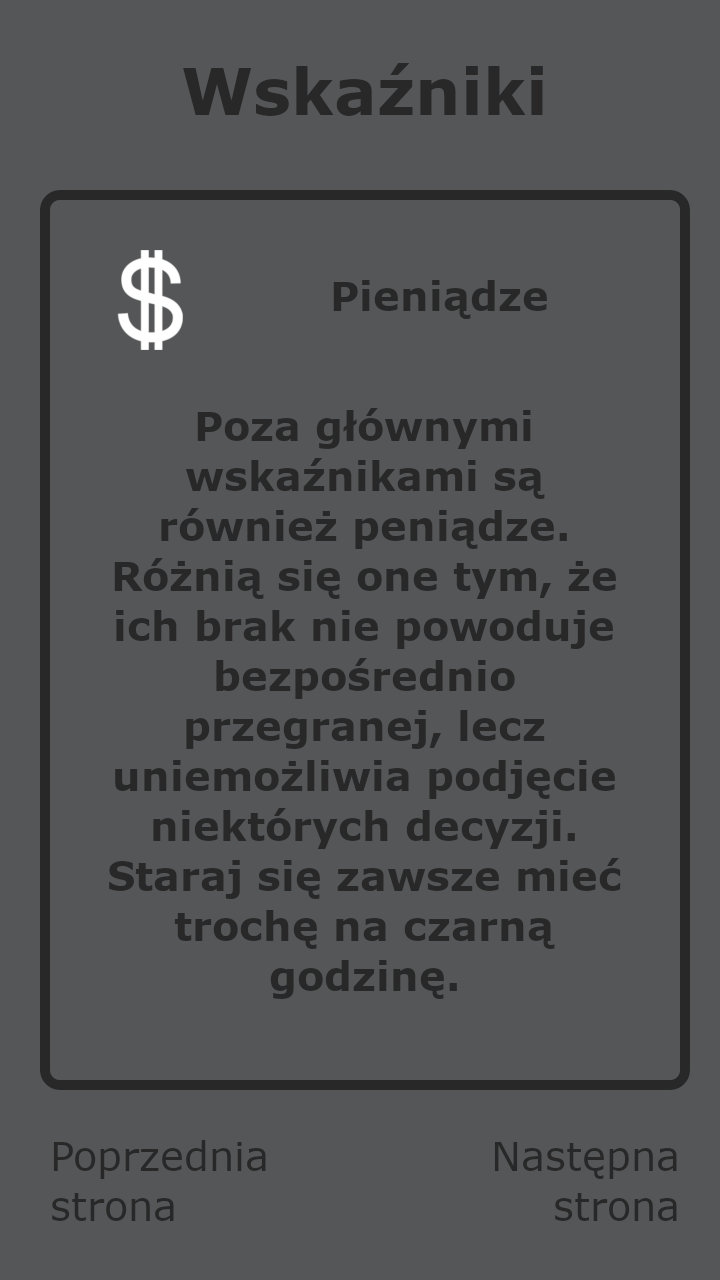 Wskaźniki
$
Pieniądze
Poza głównymi
wskaźnikami są
również peniądze.
Różnią się one tym, że
ich brak nie powoduje
bezpośrednio
przegranej, lecz
uniemożliwia podjęcie
niektórych decyzji.
Staraj się zawsze mieć
trochę na czarną
godzinę.
Poprzednia
strona
Następna
strona